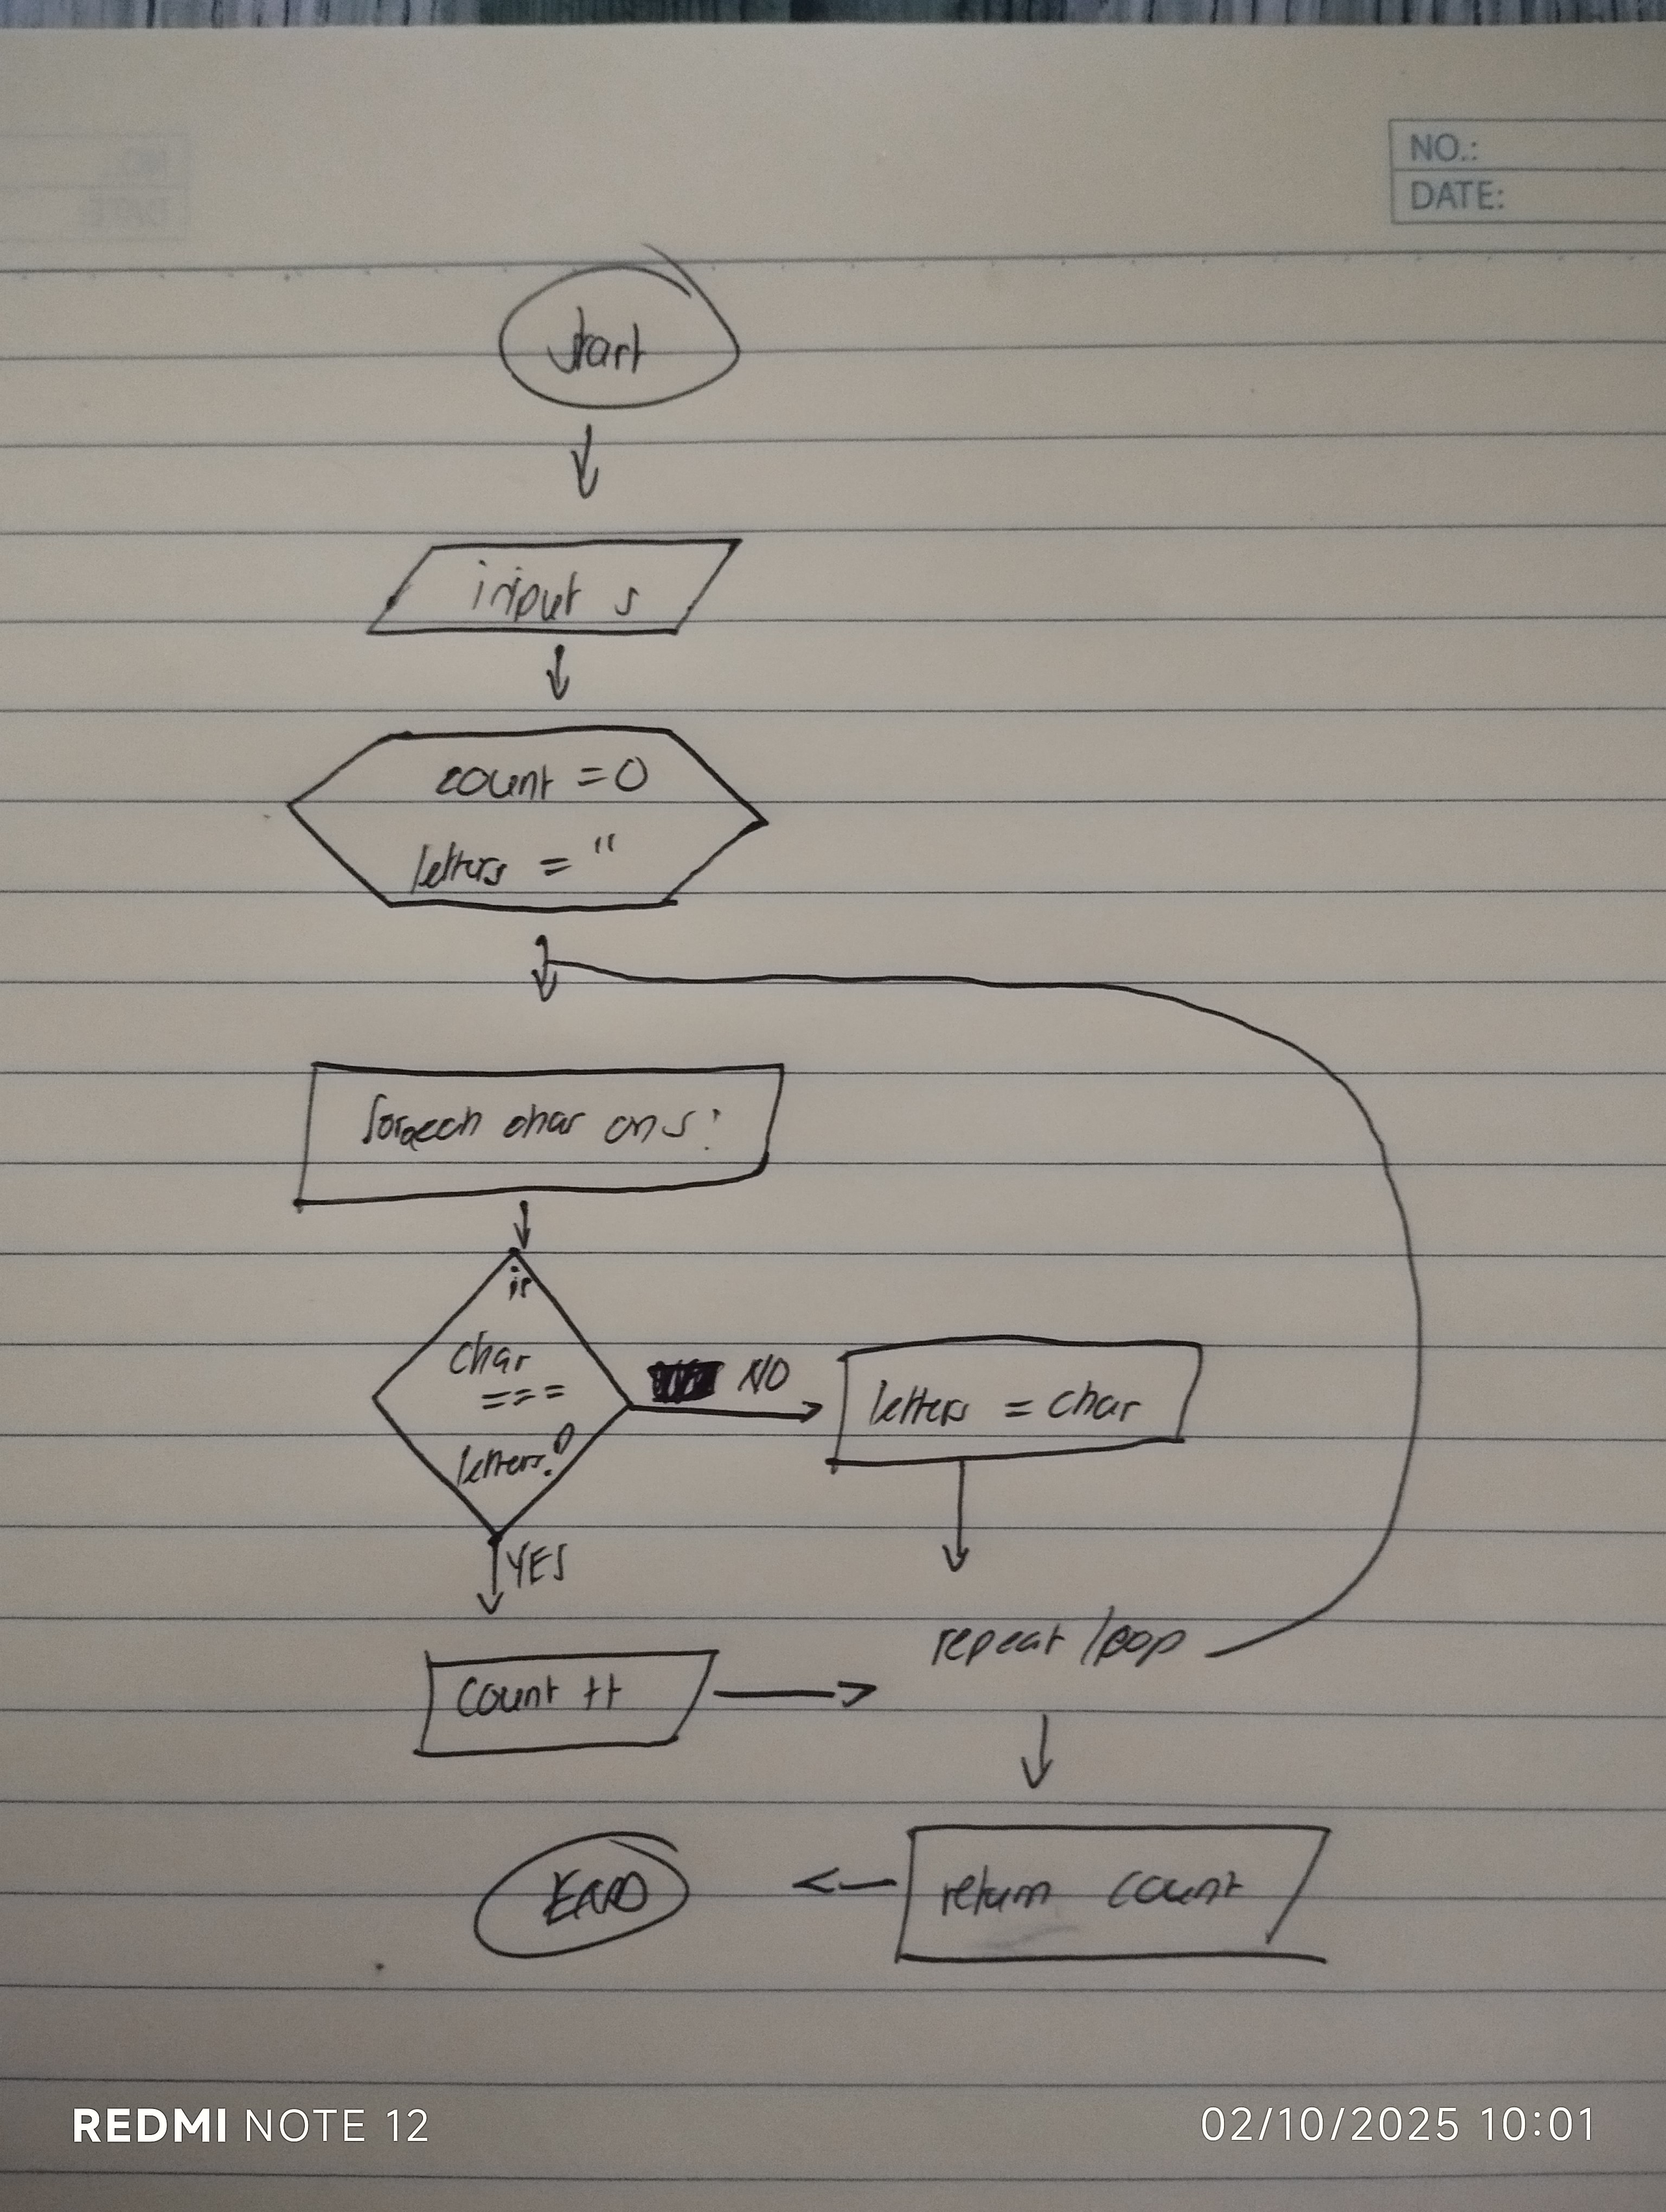 NO.:
DATE:
start
input s
count = 0
letters = "
foreach char on s:
is
char
===
letters?
NO
letters = char
YES
repeat loop
count ++
return count
END
REDMI NOTE 12
02/10/2025 10:01